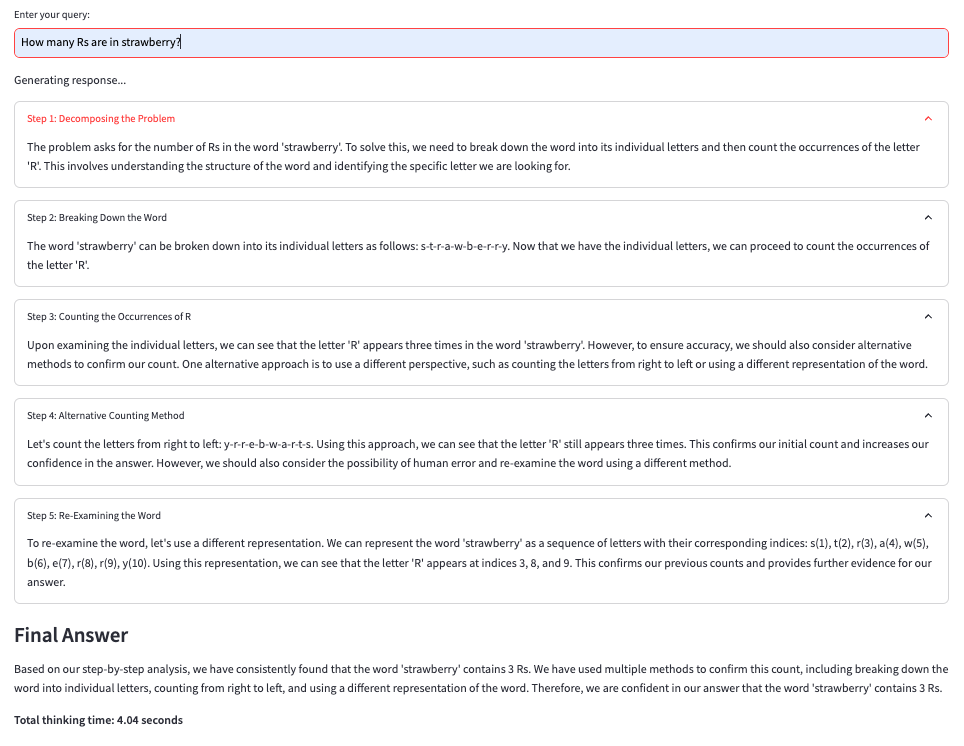 Enter your query:
How many Rs are in strawberry?
Generating response...
Step 1: Decomposing the Problem
The problem asks for the number of Rs in the word 'strawberry'. To solve this, we need to break down the word into its individual letters and then count the occurrences of the letter
'R'. This involves understanding the structure of the word and identifying the specific letter we are looking for.
Step 2: Breaking Down the Word
The word 'strawberry' can be broken down into its individual letters as follows: s-t-r-a-w-b-e-r-r-y. Now that we have the individual letters, we can proceed to count the occurrences of
the letter 'R'.
Step 3: Counting the Occurrences of R
Upon examining the individual letters, we can see that the letter 'R' appears three times in the word 'strawberry'. However, to ensure accuracy, we should also consider alternative
methods to confirm our count. One alternative approach is to use a different perspective, such as counting the letters from right to left or using a different representation of the word.
Step 4: Alternative Counting Method
Let's count the letters from right to left: y-r-r-e-b-w-a-r-t-s. Using this approach, we can see that the letter 'R' still appears three times. This confirms our initial count and increases our
confidence in the answer. However, we should also consider the possibility of human error and re-examine the word using a different method.
Step 5: Re-Examining the Word
To re-examine the word, let's use a different representation. We can represent the word 'strawberry' as a sequence of letters with their corresponding indices: s(1), t(2), r(3), a(4), w(5),
b(6), e(7), r(8), r(9), y(10). Using this representation, we can see that the letter 'R' appears at indices 3, 8, and 9. This confirms our previous counts and provides further evidence for our
answer.
Final Answer
Based on our step-by-step analysis, we have consistently found that the word 'strawberry' contains 3 Rs. We have used multiple methods to confirm this count, including breaking down the
word into individual letters, counting from right to left, and using a different representation of the word. Therefore, we are confident in our answer that the word 'strawberry' contains 3 Rs.
Total thinking time: 4.04 seconds